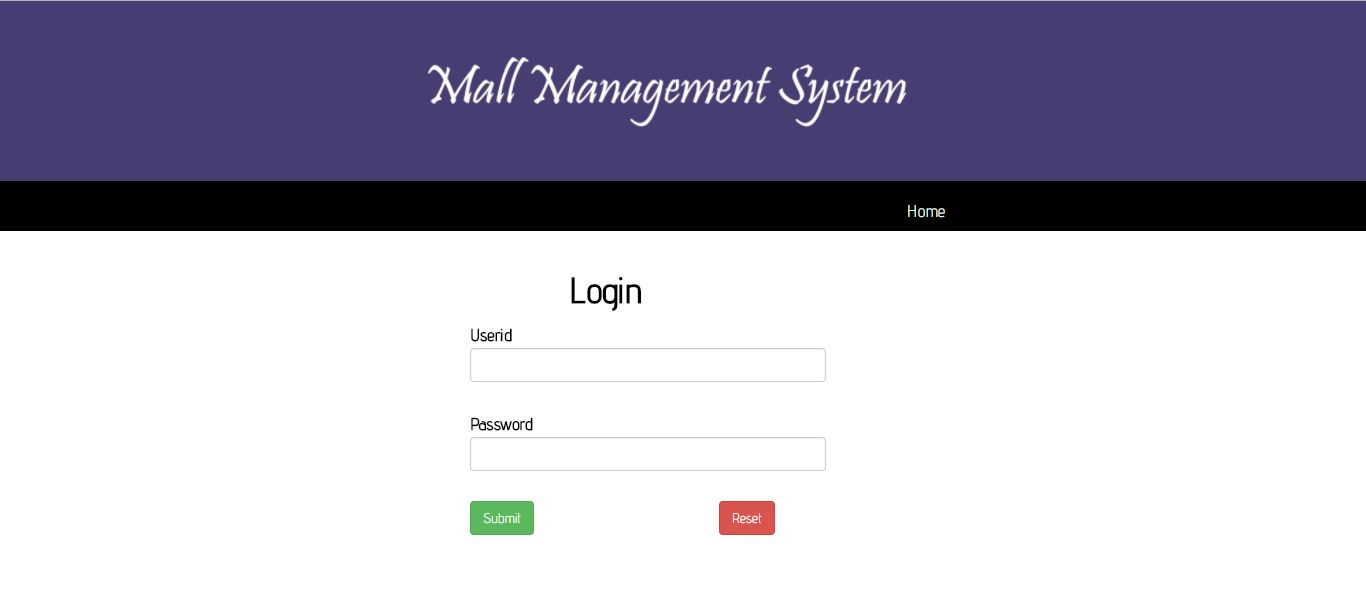 Mall Management System
Home
Login
Userid
Password
Submit Reset